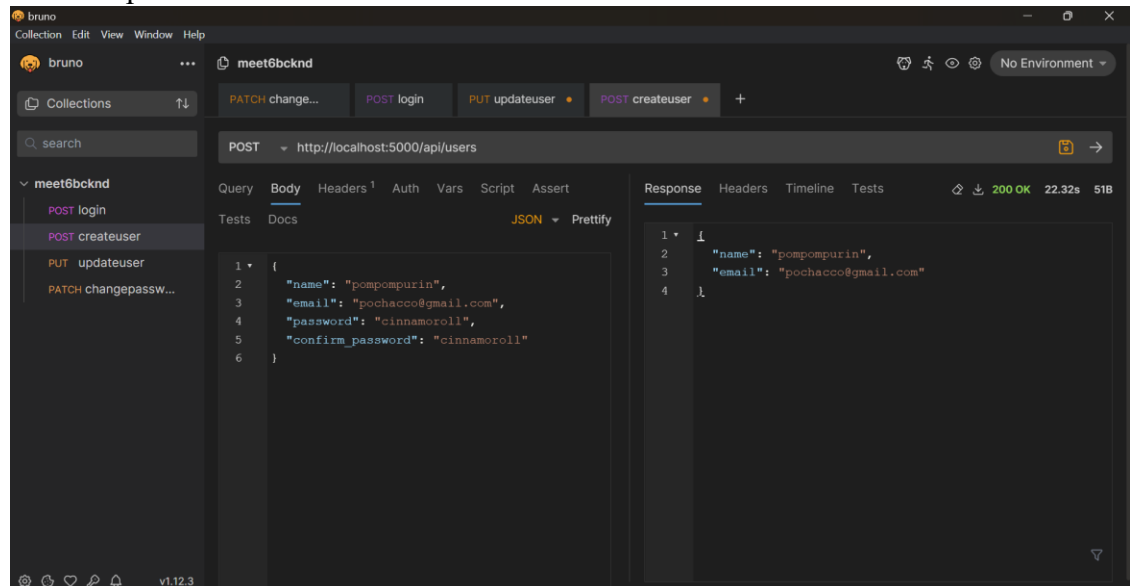 bruno
Collection Edit View Window Help
bruno ...
meet6bcknd
No Environment
Collections
PATCH change... POST login PUT updateuser POST createuser +
search
POST http://localhost:5000/api/users
meet6bcknd
POST login
POST createuser
PUT updateuser
PATCH changepassw...
Query Body Headers 1 Auth Vars Script Assert
Tests Docs JSON Prettify
1 {
2 "name": "pompompurin",
3 "email": "pochacco@gmail.com",
4 "password": "cinnamoroll",
5 "confirm_password": "cinnamoroll"
6 }
Response Headers Timeline Tests 200 OK 22.32s 51B
1 {
2 "name": "pompompurin",
3 "email": "pochacco@gmail.com"
4 }
v1.12.3